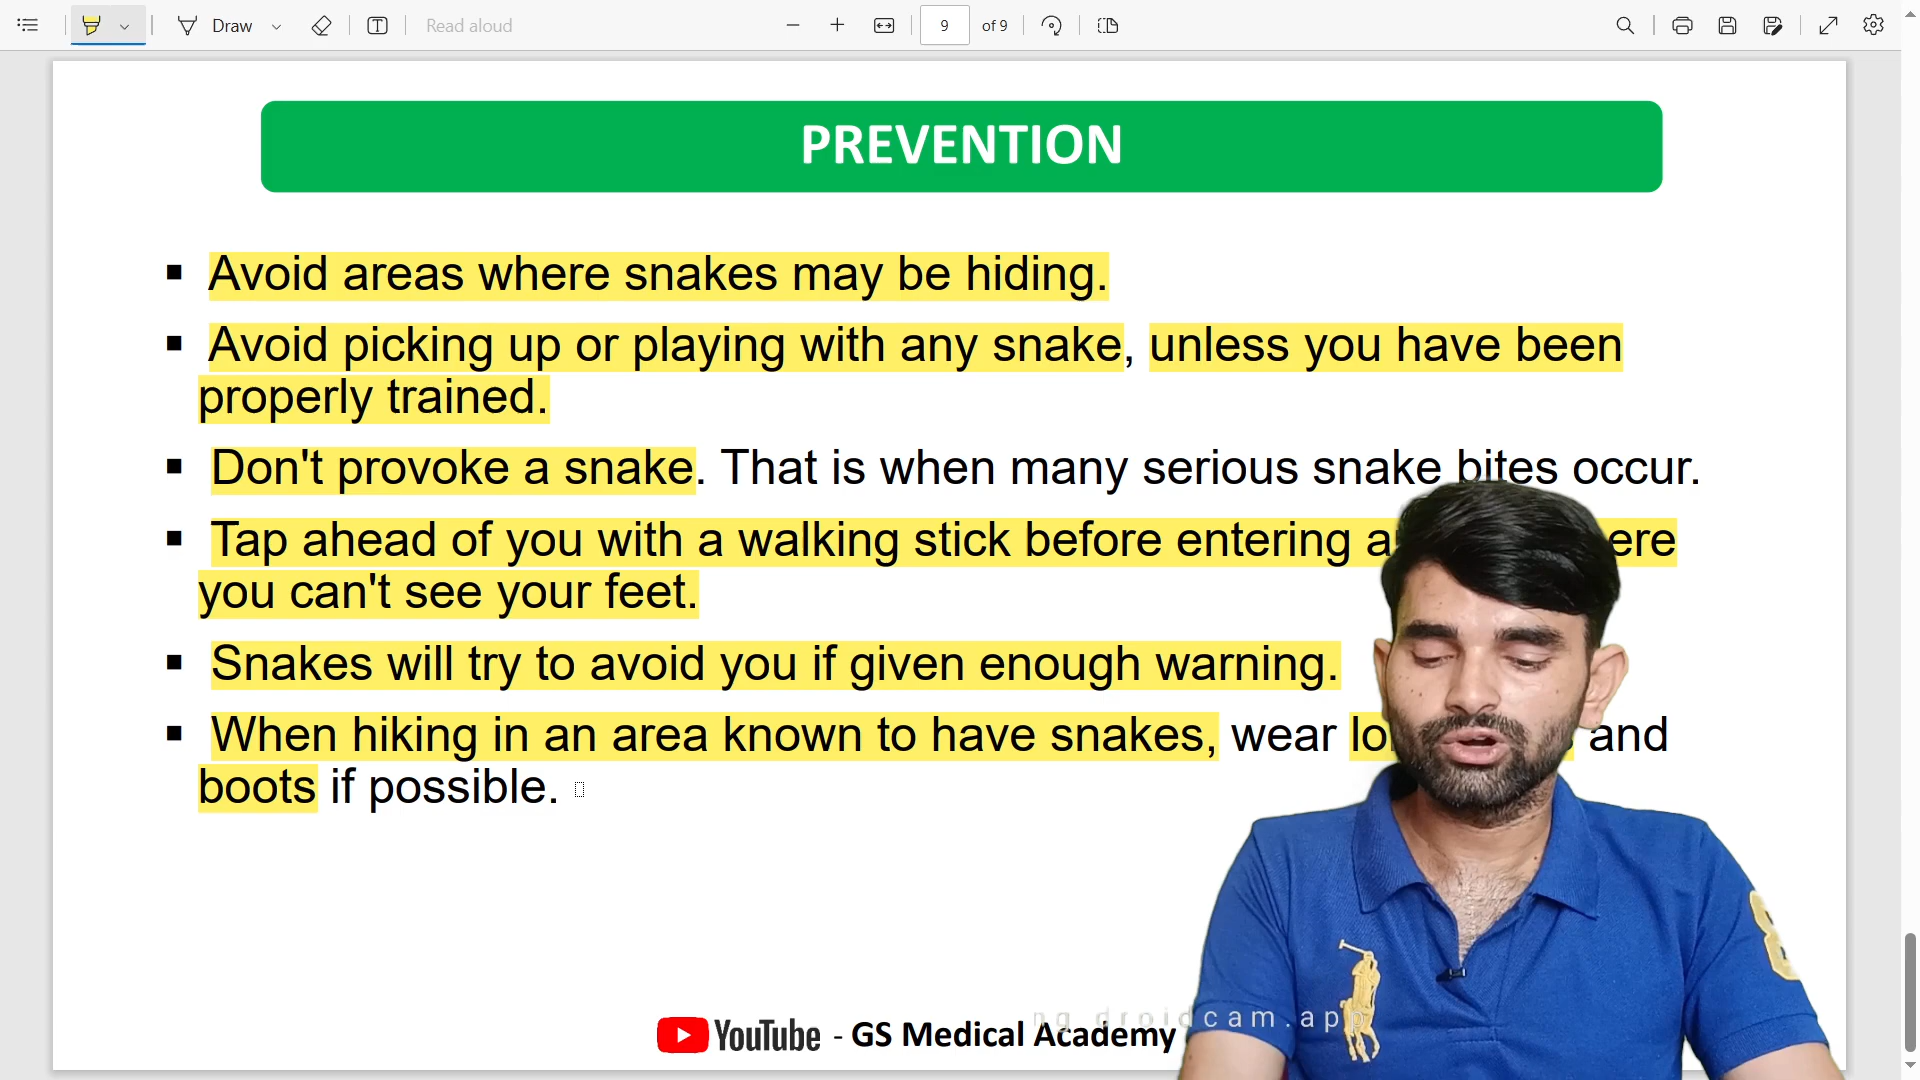 Draw
Read aloud
9
of 9
PREVENTION
▪ Avoid areas where snakes may be hiding.
▪ Avoid picking up or playing with any snake, unless you have been
properly trained.
▪ Don't provoke a snake. That is when many serious snake bites occur.
▪ Tap ahead of you with a walking stick before entering
you can't see your feet.
▪ Snakes will try to avoid you if given enough warning.
▪ When hiking in an area known to have snakes, wear and
boots if possible.
YouTube - GS Medical Academy
droidcam.app
8